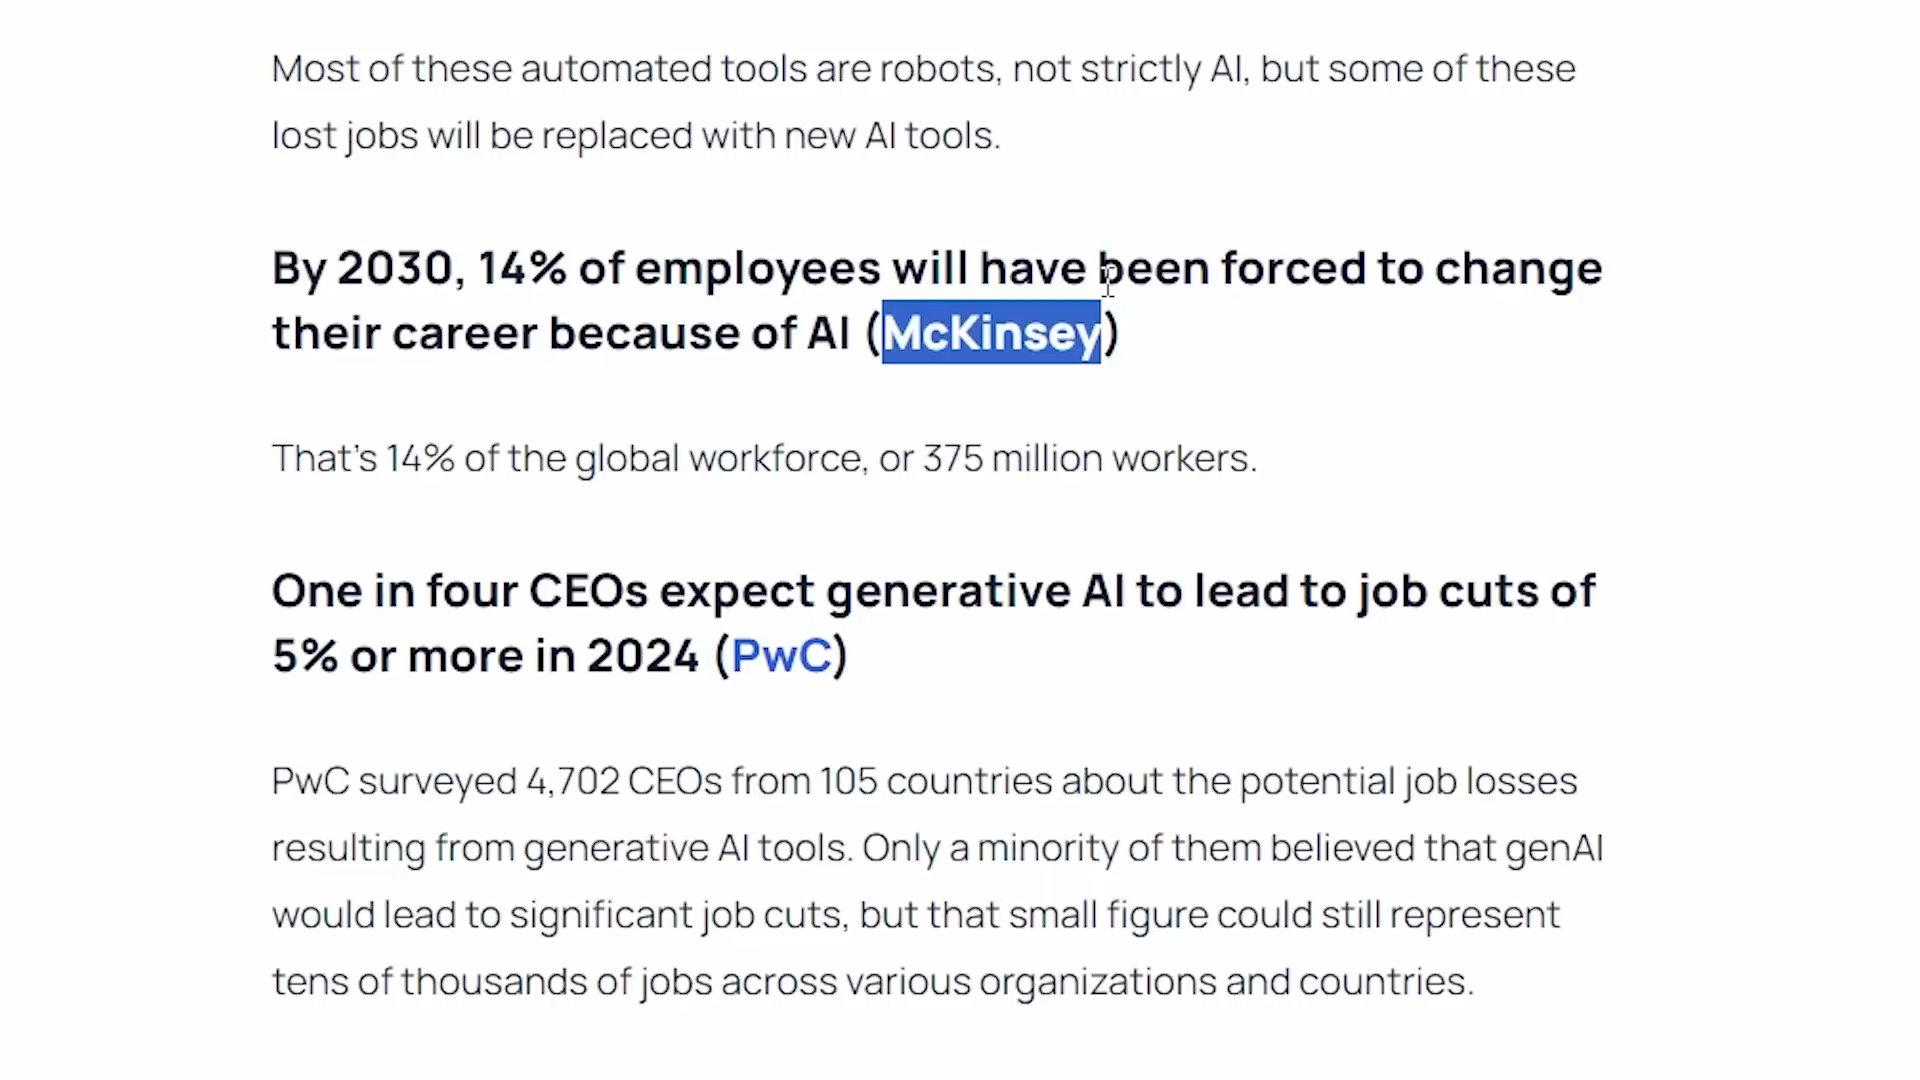 Most of these automated tools are robots, not strictly AI, but some of these
lost jobs will be replaced with new AI tools.
By 2030, 14% of employees will have been forced to change
their career because of AI (McKinsey)
That's 14% of the global workforce, or 375 million workers.
One in four CEOs expect generative AI to lead to job cuts of
5% or more in 2024 (PwC)
PwC surveyed 4,702 CEOs from 105 countries about the potential job losses
resulting from generative AI tools. Only a minority of them believed that genAI
would lead to significant job cuts, but that small figure could still represent
tens of thousands of jobs across various organizations and countries.